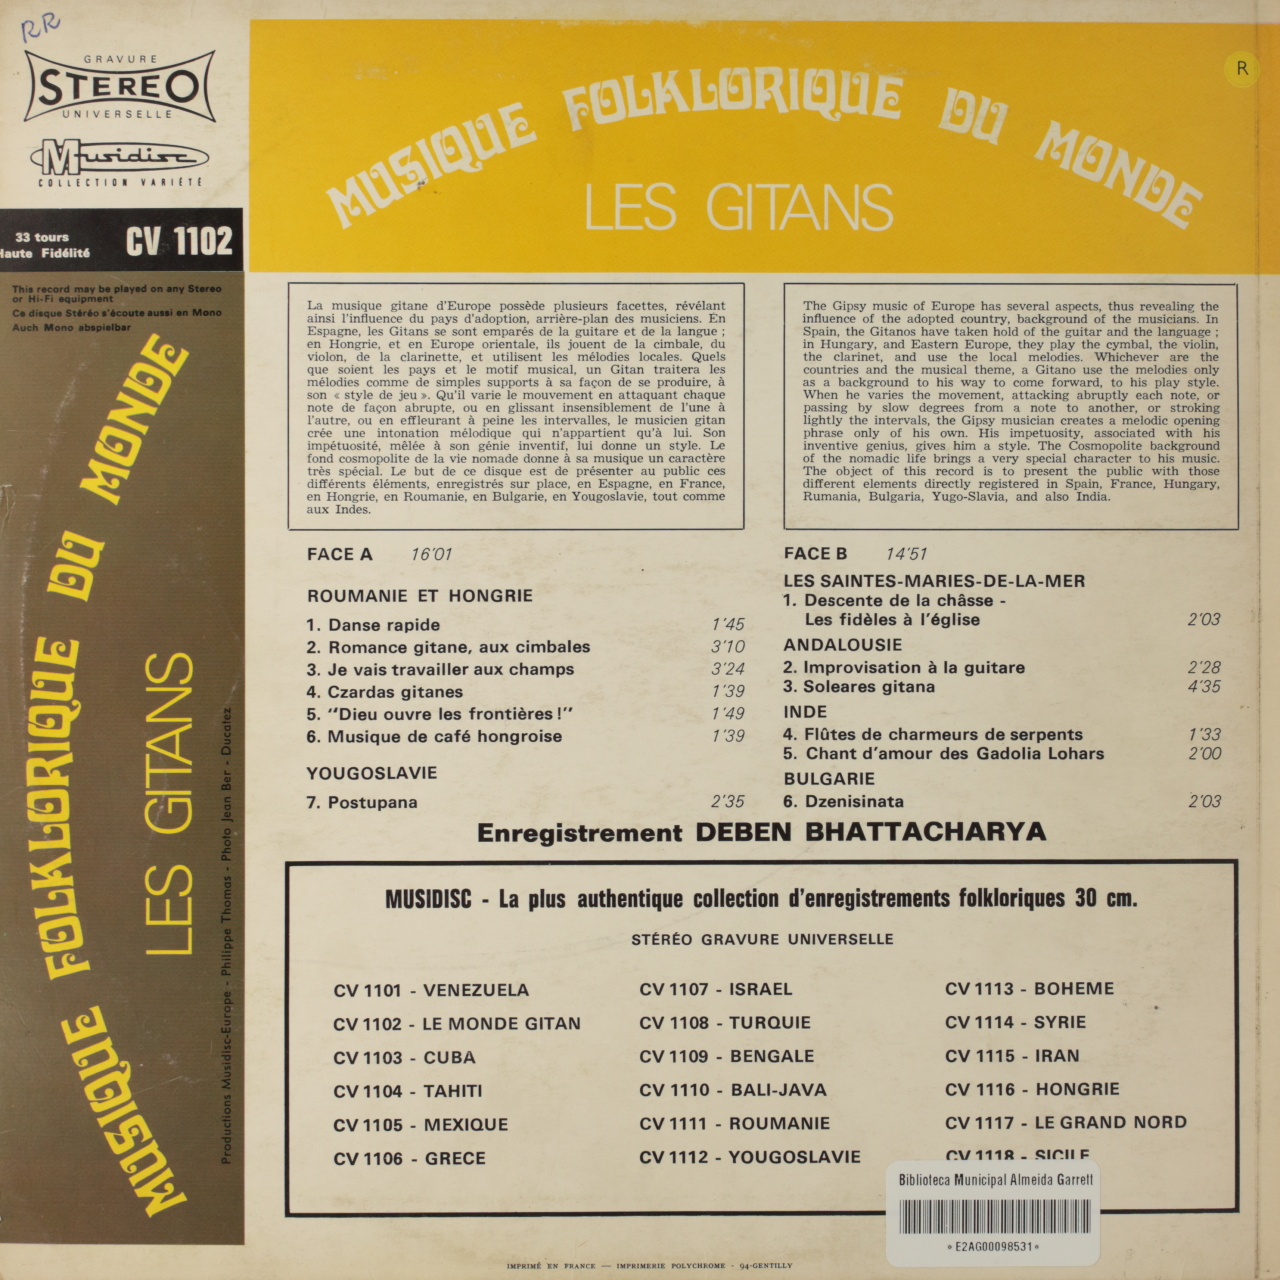 RR
GRAVURE
STEREO
UNIVERSELLE
Musidisc
COLLECTION VARIÉTÉ
33 tours
Haute Fidélité
CV 1102
This record may be played on any Stereo
or Hi-Fi equipment
Ce disque Stéréo s'écoute aussi en Mono
Auch Mono abspielbar
MUSIQUE FOLKLORIQUE DU MONDE
LES GITANS
Productions Musidisc-Europe - Philippe Thomas - Photo Jean Ber - Ducatez
MUSIQUE FOLKLORIQUE DU MONDE
LES GITANS
R
La musique gitane d'Europe possède plusieurs facettes, révélant
ainsi l'influence du pays d'adoption, arrière-plan des musiciens. En
Espagne, les Gitans se sont emparés de la guitare et de la langue ;
en Hongrie, et en Europe orientale, ils jouent de la cimbale, du
violon, de la clarinette, et utilisent les mélodies locales. Quels
que soient les pays et le motif musical, un Gitan traitera les
mélodies comme de simples supports à sa façon de se produire, à
son « style de jeu ». Qu'il varie le mouvement en attaquant chaque
note de façon abrupte, ou en glissant insensiblement de l'une à
l'autre, ou en effleurant à peine les intervalles, le musicien gitan
crée une intonation mélodique qui n'appartient qu'à lui. Son
impétuosité, mêlée à son génie inventif, lui donne un style. Le
fond cosmopolite de la vie nomade donne à sa musique un caractère
très spécial. Le but de ce disque est de présenter au public ces
différents éléments, enregistrés sur place, en Espagne, en France,
en Hongrie, en Roumanie, en Bulgarie, en Yougoslavie, tout comme
aux Indes.
The Gipsy music of Europe has several aspects, thus revealing the
influence of the adopted country, background of the musicians. In
Spain, the Gitanos have taken hold of the guitar and the language ;
in Hungary, and Eastern Europe, they play the cymbal, the violin,
the clarinet, and use the local melodies. Whichever are the
countries and the musical theme, a Gitano use the melodies only
as a background to his way to come forward, to his play style.
When he varies the movement, attacking abruptly each note, or
passing by slow degrees from a note to another, or stroking
lightly the intervals, the Gipsy musician creates a melodic opening
phrase only of his own. His impetuosity, associated with his
inventive genius, gives him a style. The Cosmopolite background
of the nomadic life brings a very special character to his music.
The object of this record is to present the public with those
different elements directly registered in Spain, France, Hungary,
Rumania, Bulgaria, Yugo-Slavia, and also India.
FACE A 16'01
ROUMANIE ET HONGRIE
1. Danse rapide 1'45
2. Romance gitane, aux cimbales 3'10
3. Je vais travailler aux champs 3'24
4. Czardas gitanes 1'39
5. "Dieu ouvre les frontières !" 1'49
6. Musique de café hongroise 1'39
YOUGOSLAVIE
7. Postupana 2'35
FACE B 14'51
LES SAINTES-MARIES-DE-LA-MER
1. Descente de la châsse -
Les fidèles à l'église 2'03
ANDALOUSIE
2. Improvisation à la guitare 2'28
3. Soleares gitana 4'35
INDE
4. Flûtes de charmeurs de serpents 1'33
5. Chant d'amour des Gadolia Lohars 2'00
BULGARIE
6. Dzenisinata 2'03
Enregistrement DEBEN BHATTACHARYA
MUSIDISC - La plus authentique collection d'enregistrements folkloriques 30 cm.
STÉRÉO GRAVURE UNIVERSELLE
CV 1101 - VENEZUELA
CV 1102 - LE MONDE GITAN
CV 1103 - CUBA
CV 1104 - TAHITI
CV 1105 - MEXIQUE
CV 1106 - GRECE
CV 1107 - ISRAEL
CV 1108 - TURQUIE
CV 1109 - BENGALE
CV 1110 - BALI-JAVA
CV 1111 - ROUMANIE
CV 1112 - YOUGOSLAVIE
CV 1113 - BOHEME
CV 1114 - SYRIE
CV 1115 - IRAN
CV 1116 - HONGRIE
CV 1117 - LE GRAND NORD
CV 1118 - SICILE
Biblioteca Municipal Almeida Garrett
* E2AG00098531 *
IMPRIMÉ EN FRANCE — IMPRIMERIE POLYCHROME - 94-GENTILLY